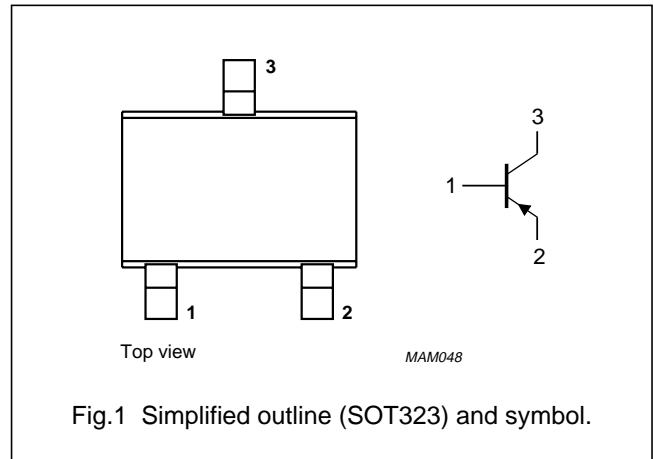 3
1
2
Top view
3
1
2
MAM048
Fig.1 Simplified outline (SOT323) and symbol.